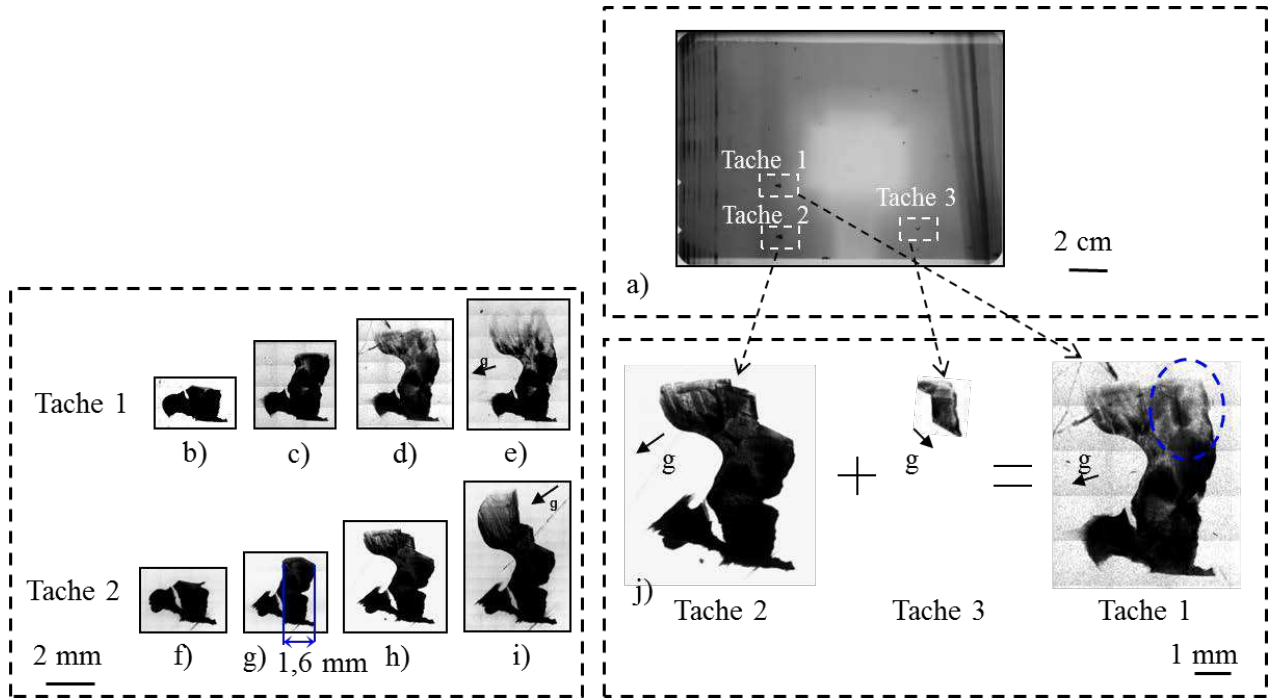 Tache 1
Tache 3
Tache 2
2 cm
a)
g
Tache 1
b)
c)
d)
e)
g
Tache 2
1,6 mm
2 mm
f)
g)
h)
i)
g
+
g
=
g
j)
Tache 2
Tache 3
Tache 1
1 mm